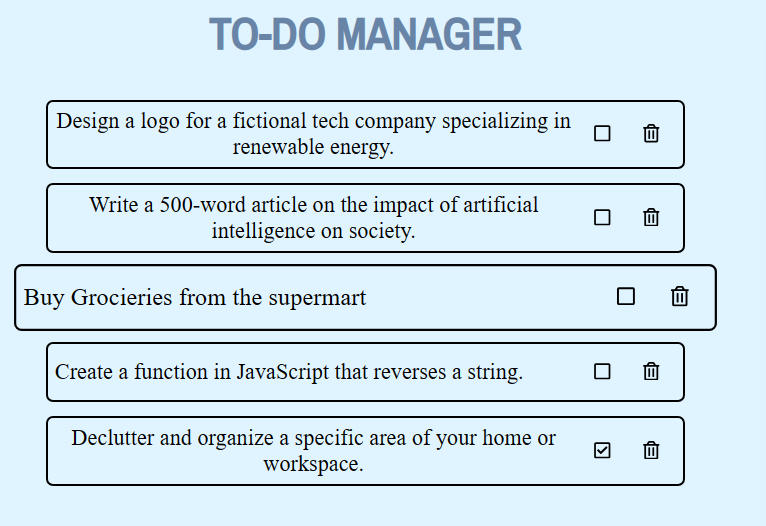 TO-DO MANAGER
Design a logo for a fictional tech company specializing in
renewable energy.
Write a 500-word article on the impact of artificial
intelligence on society.
Buy Grocieries from the supermart
Create a function in JavaScript that reverses a string.
Declutter and organize a specific area of your home or
workspace.